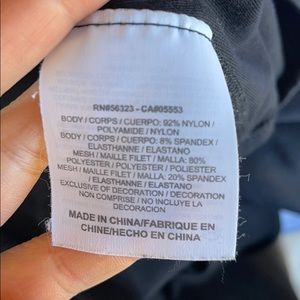 RN#56323 - CA#05553
BODY / CORPS / CUERPO: 92% NYLON /
POLYAMIDE / NYLON
BODY / CORPS / CUERPO: 8% SPANDEX /
ELASTHANNE / ELASTANO
MESH / MAILLE FILET / MALLA: 80%
POLYESTER / POLYESTER / POLIESTER
MESH / MAILLE FILET / MALLA: 20% SPANDEX
/ ELASTHANNE / ELASTANO
EXCLUSIVE OF DECORATION / DECORATION
NON COMPRISE / NO INCLUYE LA
DECORACION
MADE IN CHINA/FABRIQUE EN
CHINE/HECHO EN CHINA